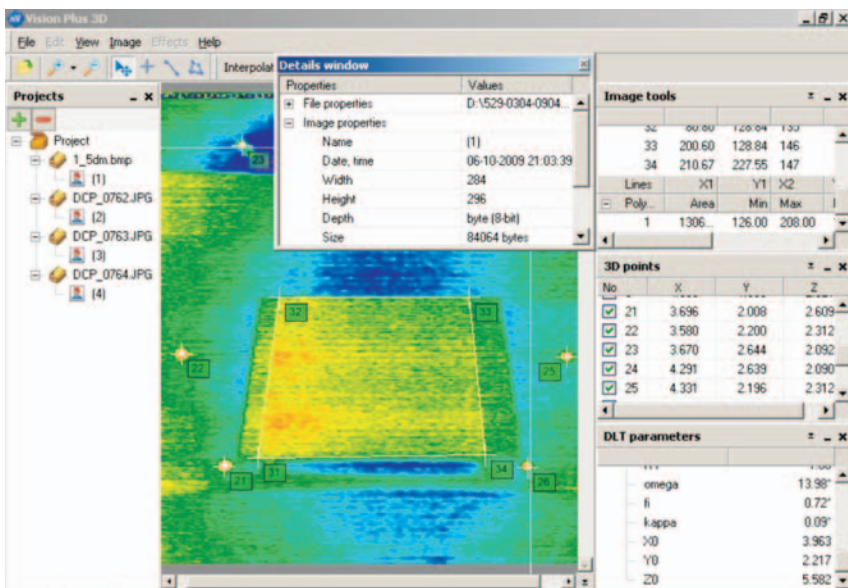 Vision Plus 3D
File Edit View Image Effects Help
Interpolat
Projects
Project
1_5dm.bmp
(1)
DCP_0762.JPG
(2)
DCP_0763.JPG
(3)
DCP_0764.JPG
(4)
Details window
Properties Values
File properties D:\529-0304-0904...
Image properties
Name (1)
Date, time 06-10-2009 21:03:39
Width 284
Height 296
Depth byte (8-bit)
Size 84064 bytes
23
32
33
22
25
21
31
34
26
Image tools
32 80.80 128.84 135
33 200.60 128.84 146
34 210.67 227.55 147
Lines X1 Y1 X2
Poly... Area Min Max
1 1306... 126.00 208.00
3D points
No X Y Z
21 3.696 2.008 2.609
22 3.580 2.200 2.312
23 3.670 2.644 2.092
24 4.291 2.639 2.090
25 4.331 2.196 2.312
DLT parameters
omega 13.98°
fi 0.72°
kappa 0.09°
X0 3.963
Y0 2.217
Z0 5.582